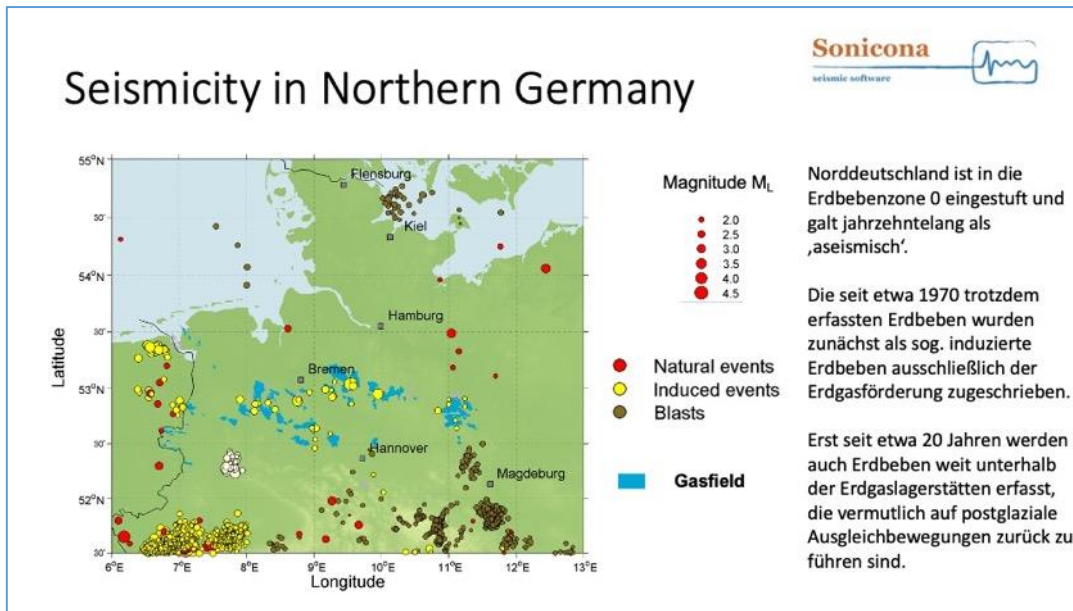 Sonicona
seismic software
Seismicity in Northern Germany
55°N
30'
54°N
30'
53°N
30'
52°N
30'
6°E
7°E
8°E
9°E
10°E
11°E
12°E
13°E
Latitude
Longitude
Flensburg
Kiel
Hamburg
Bremen
Hannover
Magdeburg
Magnitude M_L
2.0
2.5
3.0
3.5
4.0
4.5
Natural events
Induced events
Blasts
Gasfield
Norddeutschland ist in die
Erdbebenzone 0 eingestuft und
galt jahrzehntelang als
‚aseismisch‘.
Die seit etwa 1970 trotzdem
erfassten Erdbeben wurden
zunächst als sog. induzierte
Erdbeben ausschließlich der
Erdgasförderung zugeschrieben.
Erst seit etwa 20 Jahren werden
auch Erdbeben weit unterhalb
der Erdgaslagerstätten erfasst,
die vermutlich auf postglaziale
Ausgleichbewegungen zurück zu
führen sind.